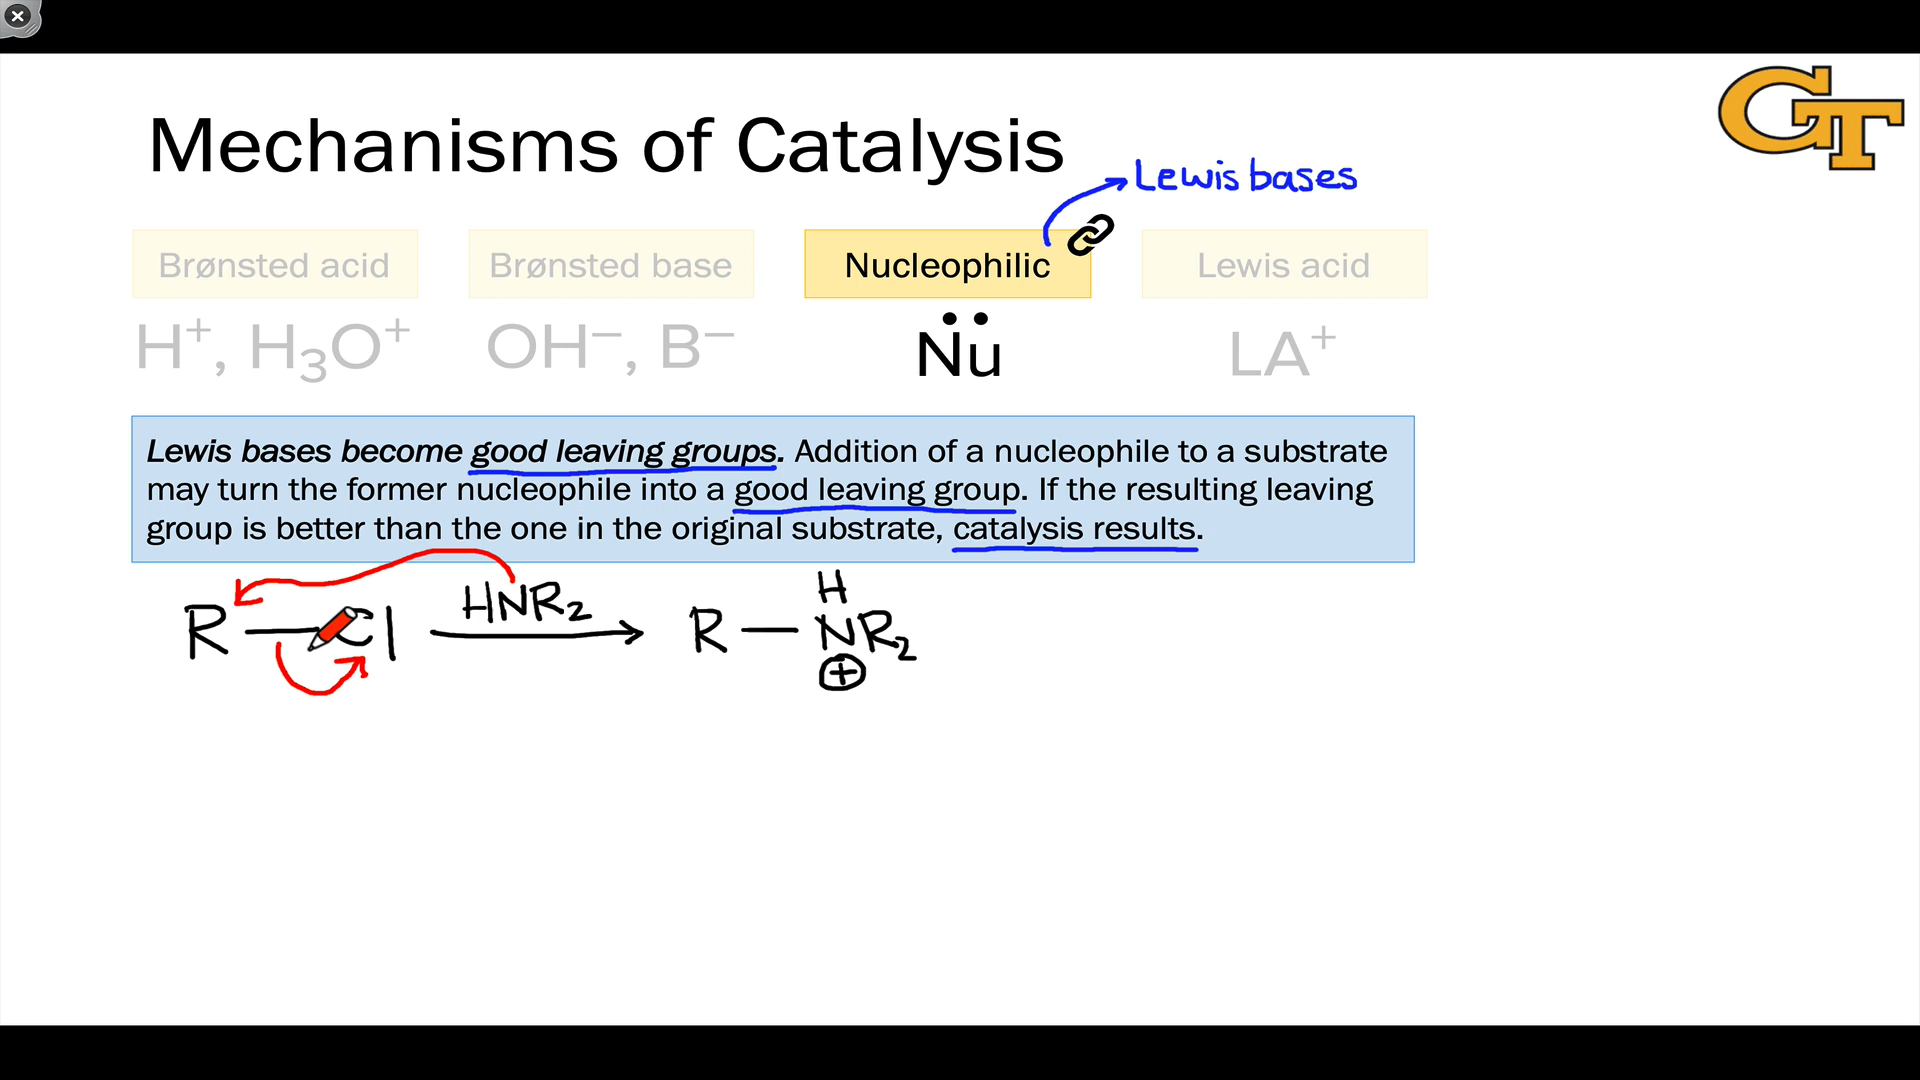 GT
Mechanisms of Catalysis
Lewis bases
Brønsted acid
Brønsted base
Nucleophilic
Lewis acid
H⁺, H₃O⁺
OH⁻, B⁻
N̈u
LA⁺
Lewis bases become good leaving groups. Addition of a nucleophile to a substrate
may turn the former nucleophile into a good leaving group. If the resulting leaving
group is better than the one in the original substrate, catalysis results.
HNR₂
H
R — Cl
R — NR₂
⊕